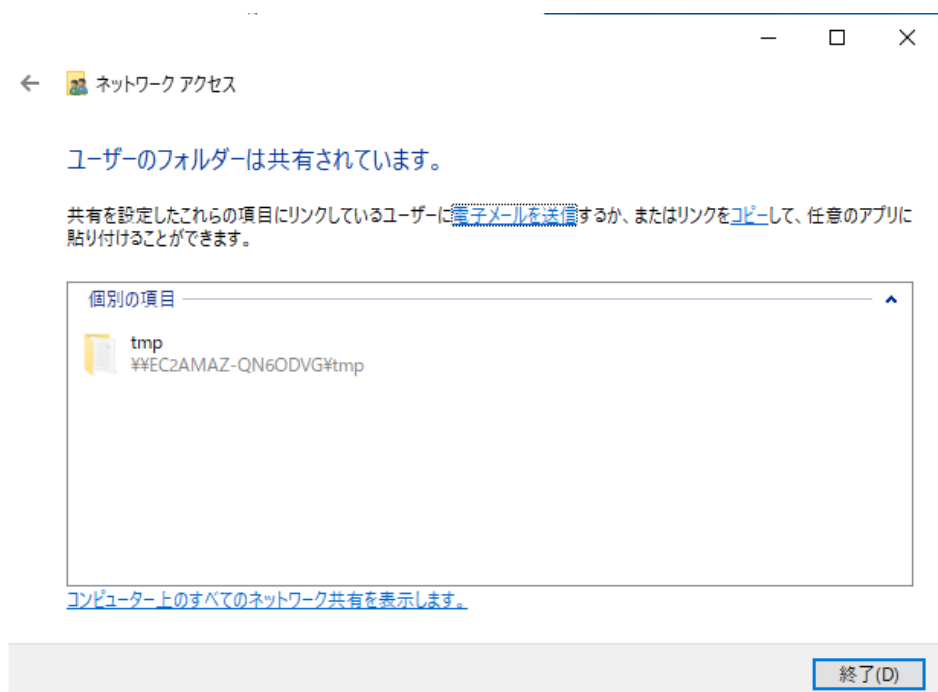 ネットワーク アクセス
ユーザーのフォルダーは共有されています。
共有を設定したこれらの項目にリンクしているユーザーに電子メールを送信するか、またはリンクをコピーして、任意のアプリに
貼り付けることができます。
個別の項目
tmp
¥¥EC2AMAZ-QN6ODVG¥tmp
コンピューター上のすべてのネットワーク共有を表示します。
終了(D)